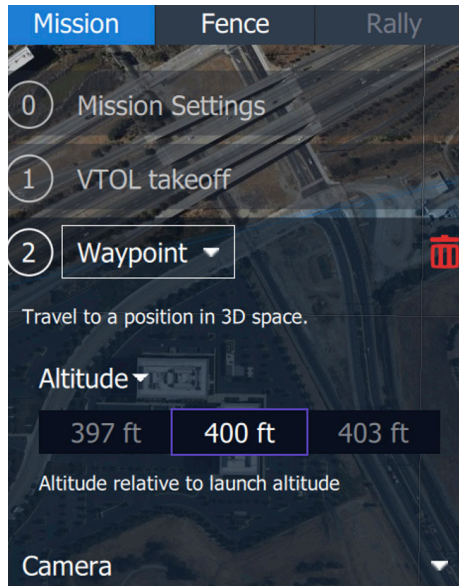 Mission Fence Rally
0 Mission Settings
1 VTOL takeoff
2 Waypoint
Travel to a position in 3D space.
Altitude
397 ft 400 ft 403 ft
Altitude relative to launch altitude
Camera